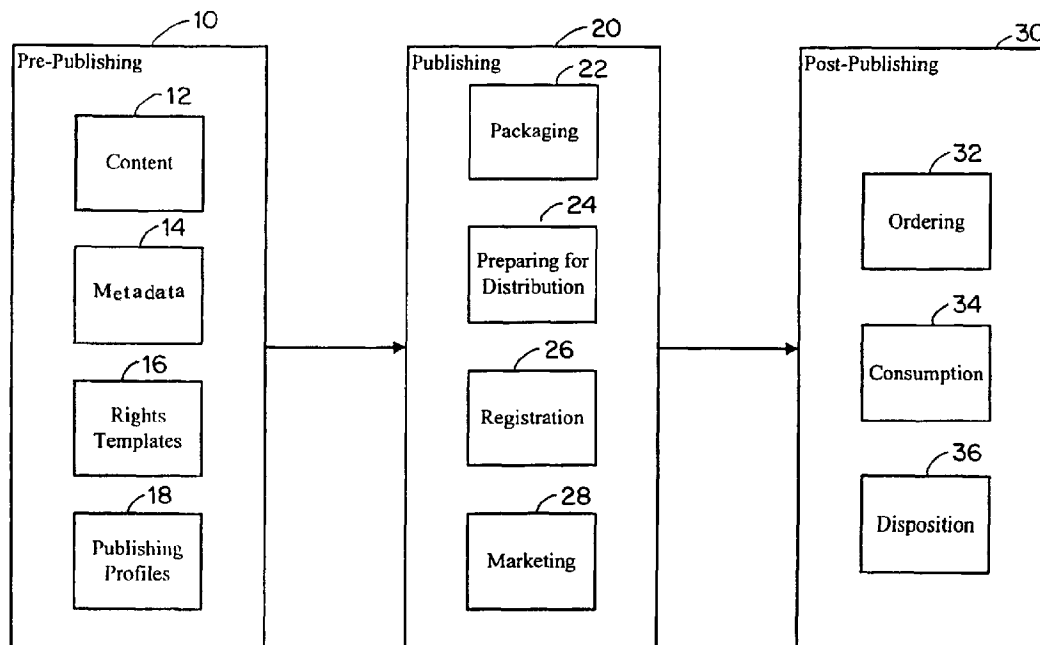 10
Pre-Publishing
12
Content
14
Metadata
16
Rights
Templates
18
Publishing
Profiles
20
Publishing
22
Packaging
24
Preparing for
Distribution
26
Registration
28
Marketing
30
Post-Publishing
32
Ordering
34
Consumption
36
Disposition